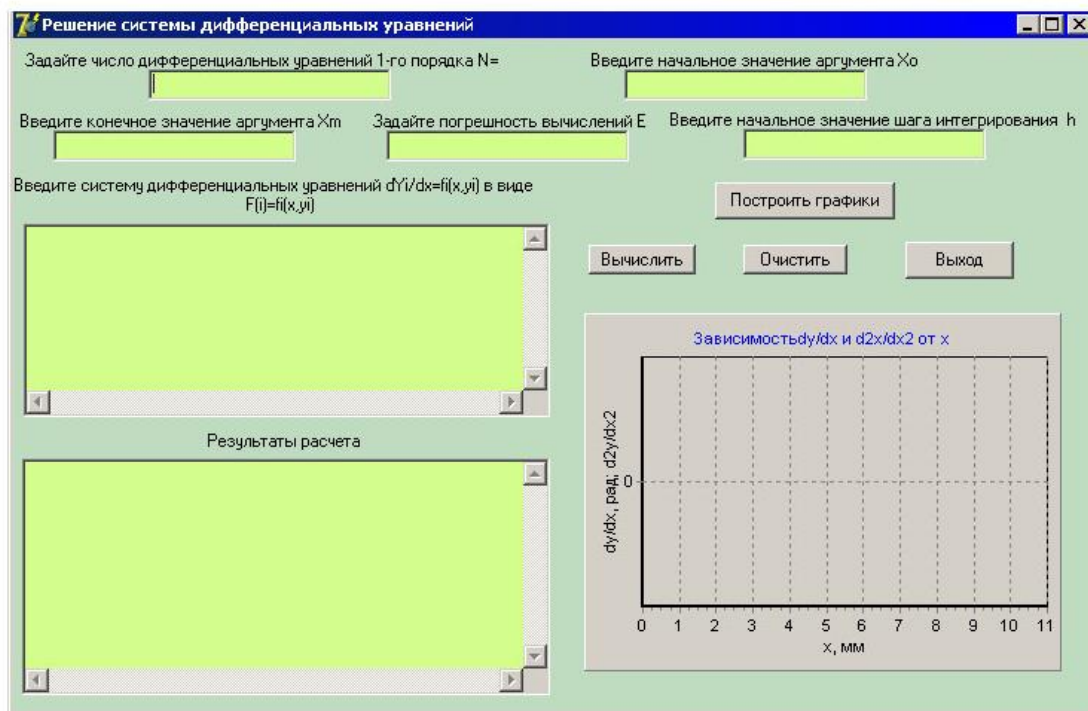 Решение системы дифференциальных уравнений
Задайте число дифференциальных уравнений 1-го порядка N=
Введите начальное значение аргумента Xo
Введите конечное значение аргумента Xm
Задайте погрешность вычислений E
Введите начальное значение шага интегрирования h
Введите систему дифференциальных уравнений dYi/dx=fi(x,yi) в виде
F(i)=fi(x,yi)
Построить графики
Вычислить
Очистить
Выход
Результаты расчета
Зависимостьdy/dx и d2x/dx2 от x
dy/dx, рад; d2y/dx2
0
0 1 2 3 4 5 6 7 8 9 10 11
x, мм